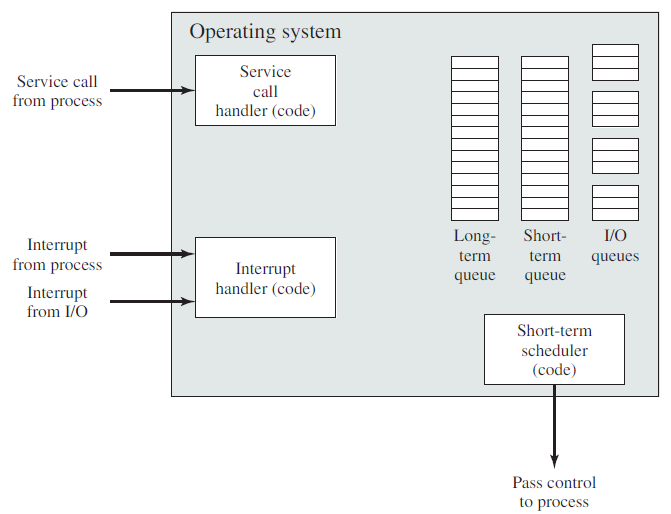 Operating system
Service call
from process
Service
call
handler (code)
Interrupt
from process
Interrupt
from I/O
Interrupt
handler (code)
Long-
term
queue
Short-
term
queue
I/O
queues
Short-term
scheduler
(code)
Pass control
to process